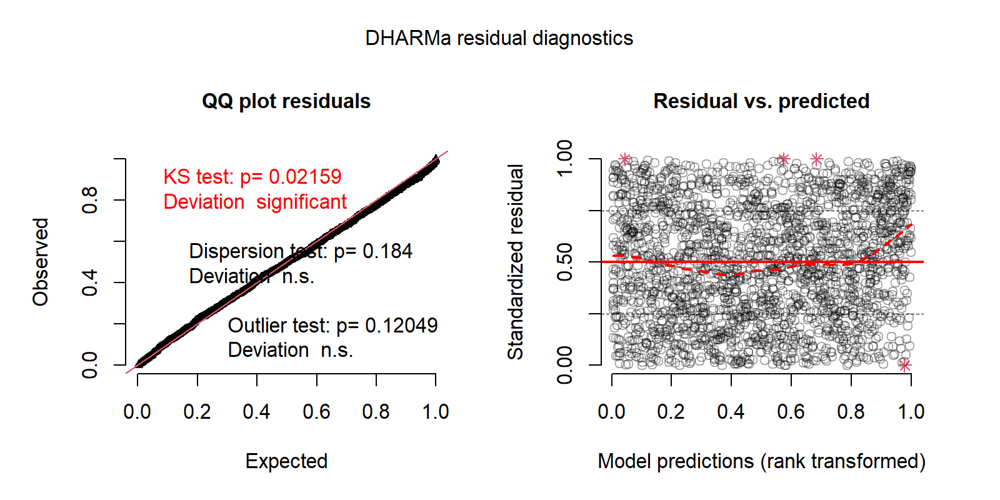 DHARMa residual diagnostics
QQ plot residuals
KS test: p= 0.02159
Deviation  significant
Dispersion test: p= 0.184
Deviation  n.s.
Outlier test: p= 0.12049
Deviation  n.s.
Observed
0.0
0.4
0.8
0.0 0.2 0.4 0.6 0.8 1.0
Expected
Residual vs. predicted
Standardized residual
0.00
0.50
1.00
0.0 0.2 0.4 0.6 0.8 1.0
Model predictions (rank transformed)